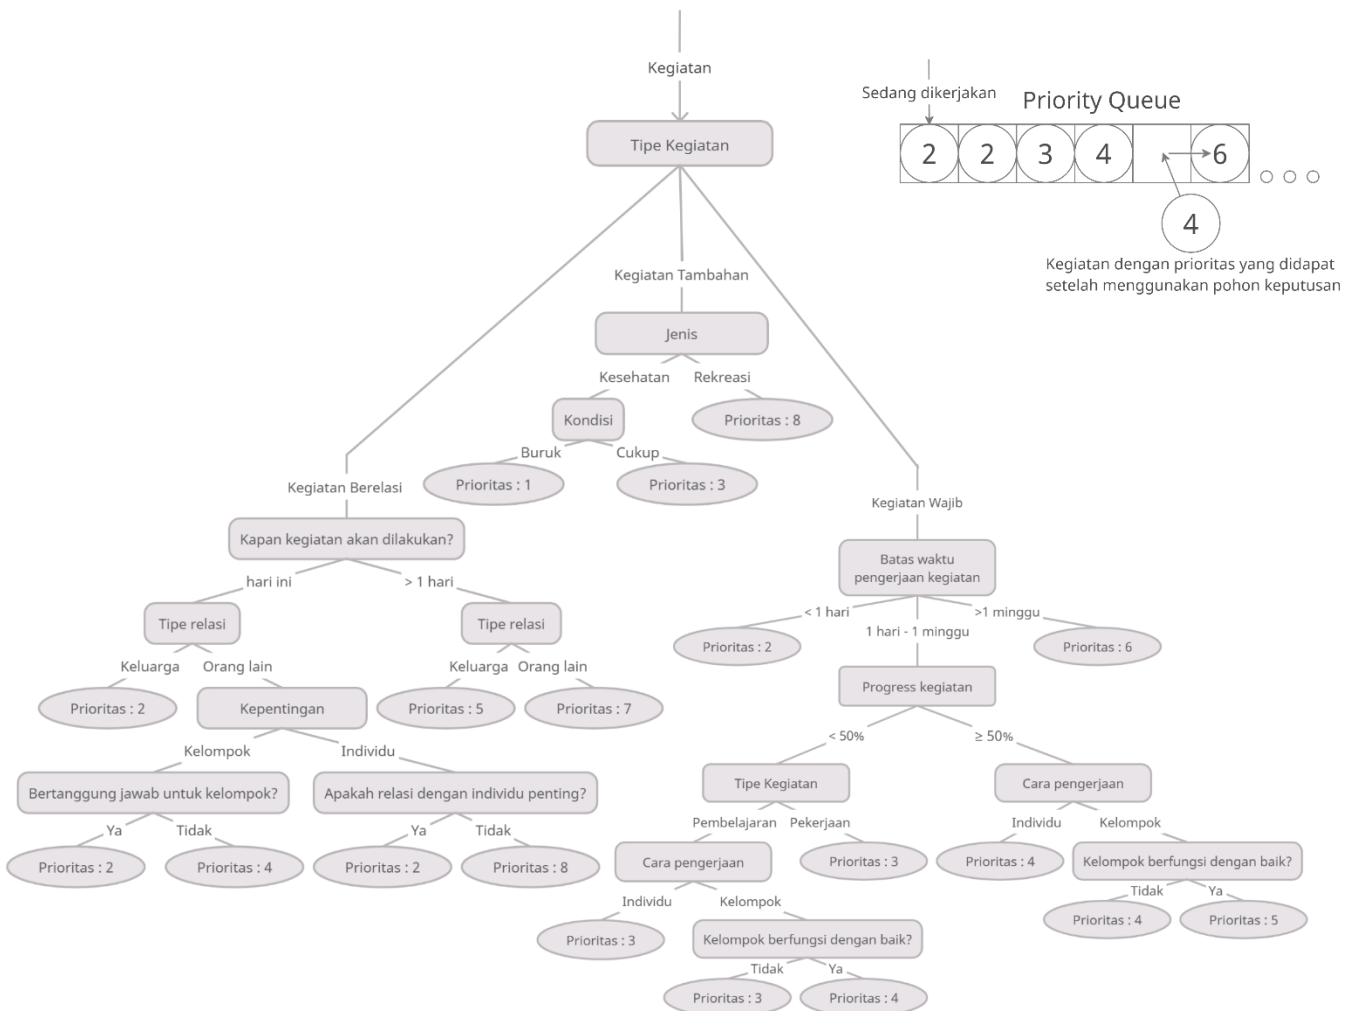 Kegiatan
Tipe Kegiatan
Sedang dikerjakan
Priority Queue
2 2 3 4 6
4
Kegiatan dengan prioritas yang didapat
setelah menggunakan pohon keputusan
Kegiatan Tambahan
Jenis
Kesehatan Rekreasi
Kondisi
Prioritas : 8
Buruk Cukup
Prioritas : 1
Prioritas : 3
Kegiatan Berelasi
Kapan kegiatan akan dilakukan?
hari ini > 1 hari
Tipe relasi
Tipe relasi
Keluarga Orang lain
Keluarga Orang lain
Prioritas : 2
Kepentingan
Prioritas : 5
Prioritas : 7
Kelompok Individu
Bertanggung jawab untuk kelompok?
Apakah relasi dengan individu penting?
Ya Tidak
Ya Tidak
Prioritas : 2
Prioritas : 4
Prioritas : 2
Prioritas : 8
Kegiatan Wajib
Batas waktu
pengerjaan kegiatan
< 1 hari
1 hari - 1 minggu
>1 minggu
Prioritas : 2
Prioritas : 6
Progress kegiatan
< 50% ≥ 50%
Tipe Kegiatan
Cara pengerjaan
Pembelajaran Pekerjaan
Individu Kelompok
Cara pengerjaan
Prioritas : 3
Prioritas : 4
Kelompok berfungsi dengan baik?
Individu Kelompok
Tidak Ya
Prioritas : 4
Prioritas : 5
Prioritas : 3
Kelompok berfungsi dengan baik?
Tidak Ya
Prioritas : 3
Prioritas : 4